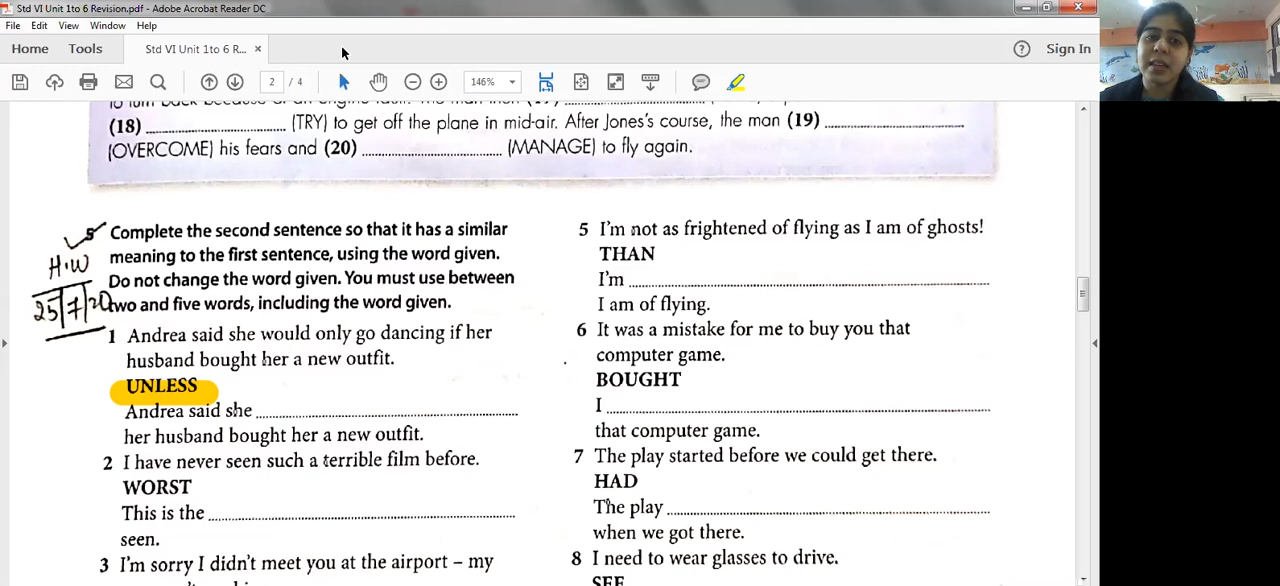 Std VI Unit 1to 6 Revision.pdf - Adobe Acrobat Reader DC
File Edit View Window Help
Home Tools Std VI Unit 1to 6 R... × Sign In
2 / 4 146%
(18) (TRY) to get off the plane in mid-air. After Jones's course, the man (19)
(OVERCOME) his fears and (20) (MANAGE) to fly again.
5 Complete the second sentence so that it has a similar
meaning to the first sentence, using the word given.
Do not change the word given. You must use between
two and five words, including the word given.
H.W
25/7/20
1 Andrea said she would only go dancing if her
husband bought her a new outfit.
UNLESS
Andrea said she
her husband bought her a new outfit.
2 I have never seen such a terrible film before.
WORST
This is the
seen.
3 I'm sorry I didn't meet you at the airport – my
5 I'm not as frightened of flying as I am of ghosts!
THAN
I'm
I am of flying.
6 It was a mistake for me to buy you that
computer game.
BOUGHT
I
that computer game.
7 The play started before we could get there.
HAD
The play
when we got there.
8 I need to wear glasses to drive.
SEE